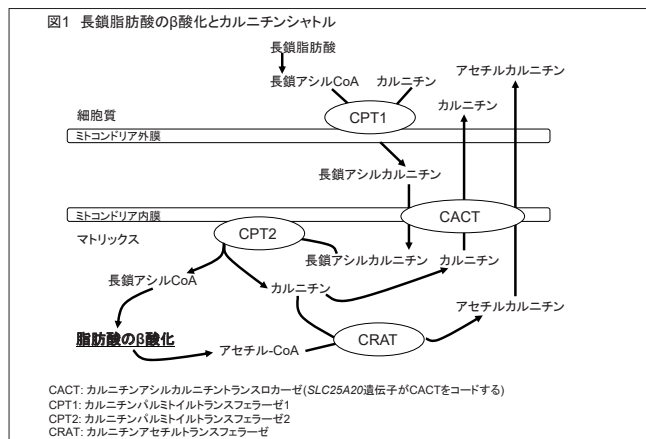 図1 長鎖脂肪酸のβ酸化とカルニチンシャトル
長鎖脂肪酸
長鎖アシルCoA カルニチン
アセチルカルニチン
カルニチン
細胞質
CPT1
ミトコンドリア外膜
長鎖アシルカルニチン
ミトコンドリア内膜
CACT
マトリックス
CPT2
長鎖アシルカルニチン カルニチン
長鎖アシルCoA
カルニチン
アセチルカルニチン
脂肪酸のβ酸化
アセチル-CoA
CRAT
CACT: カルニチンアシルカルニチントランスロカーゼ(SLC25A20遺伝子がCACTをコードする)
CPT1: カルニチンパルミトイルトランスフェラーゼ1
CPT2: カルニチンパルミトイルトランスフェラーゼ2
CRAT: カルニチンアセチルトランスフェラーゼ